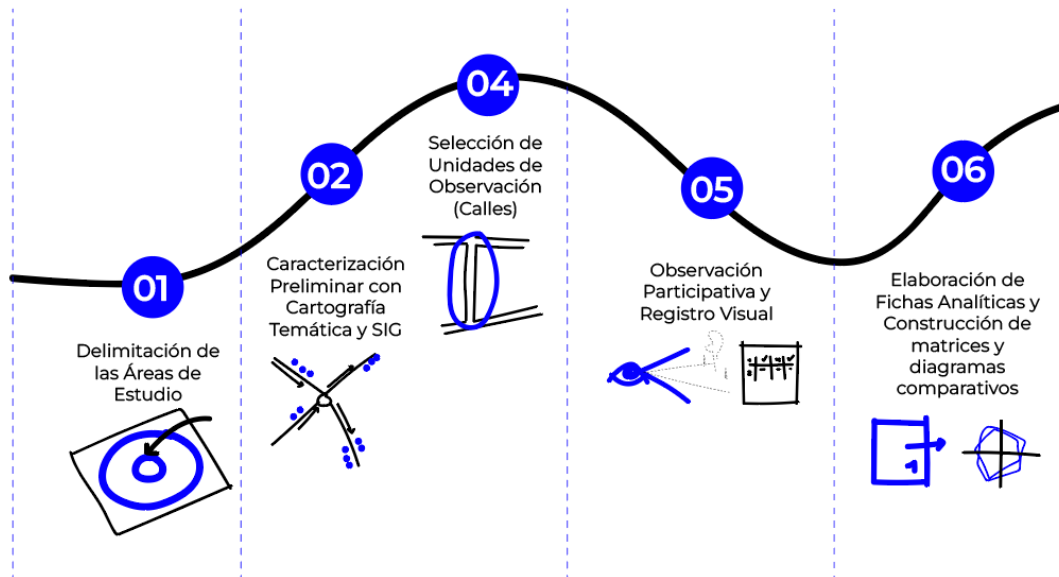 01
Delimitación de
las Áreas de
Estudio
02
Caracterización
Preliminar con
Cartografía
Temática y SIG
04
Selección de
Unidades de
Observación
(Calles)
05
Observación
Participativa y
Registro Visual
06
Elaboración de
Fichas Analíticas y
Construcción de
matrices y
diagramas
comparativos